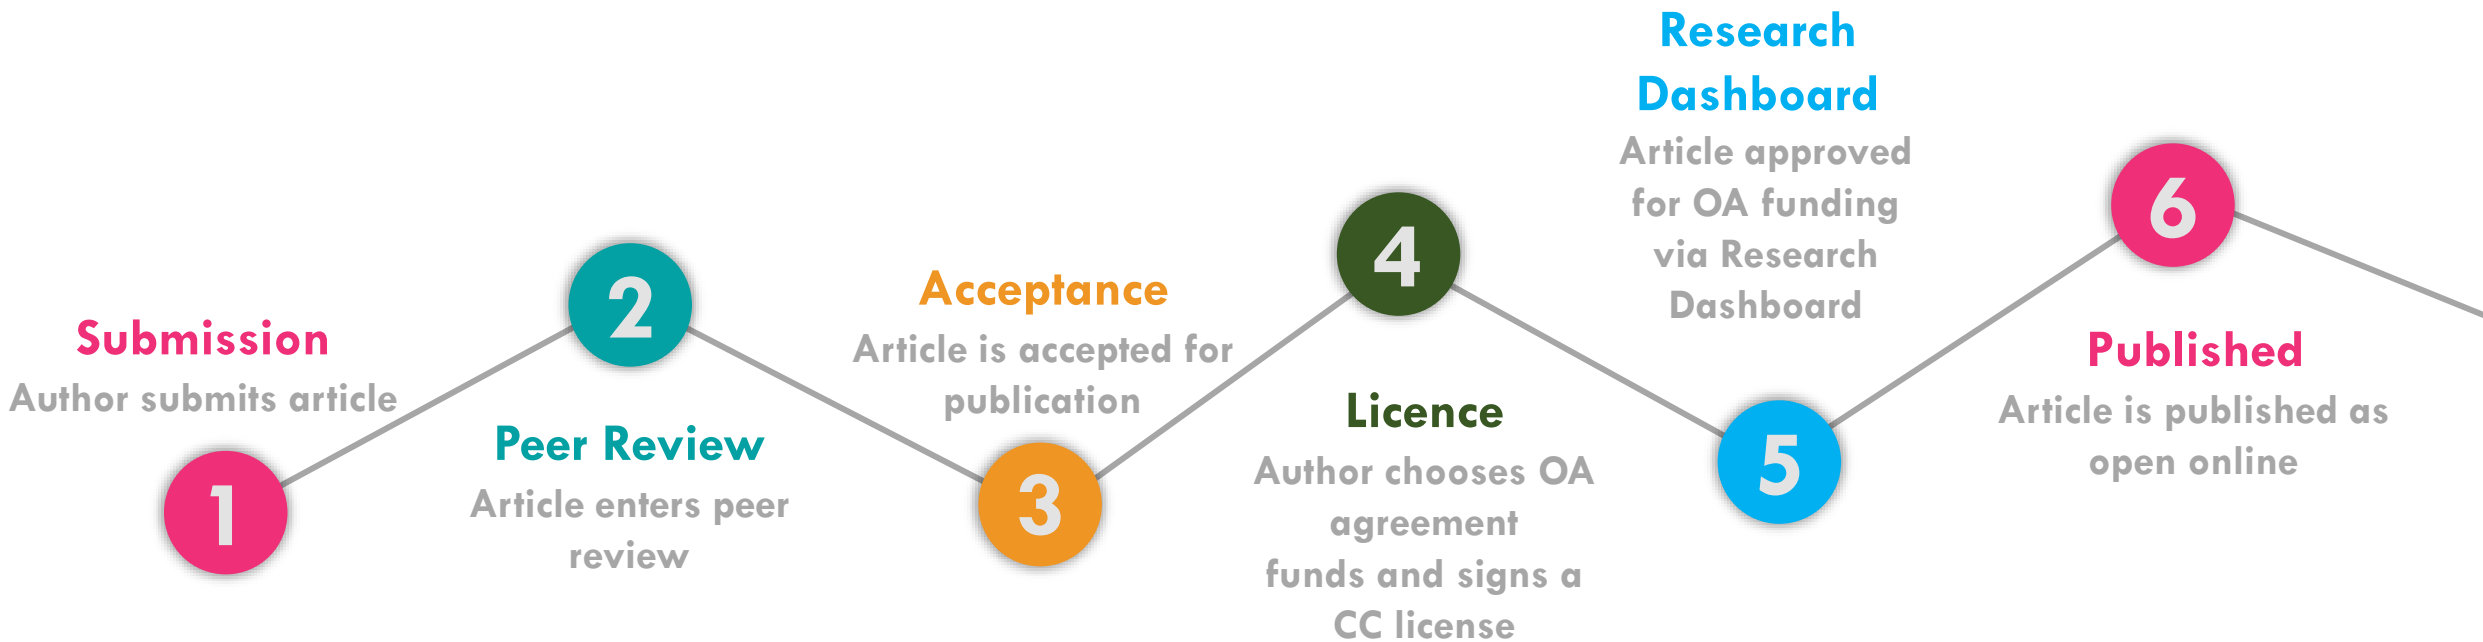 Submission
Author submits article
1
2
Peer Review
Article enters peer
review
Acceptance
Article is accepted for
publication
3
4
Licence
Author chooses OA
agreement
funds and signs a
CC license
Research
Dashboard
Article approved
for OA funding
via Research
Dashboard
5
6
Published
Article is published as
open online